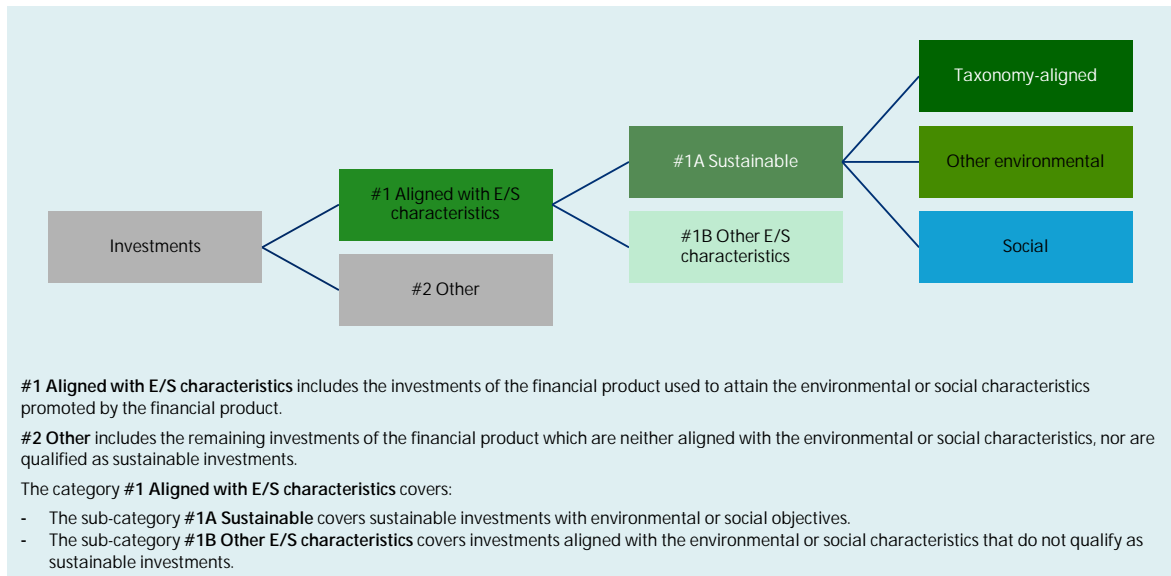 Taxonomy-aligned
#1A Sustainable
Other environmental
#1 Aligned with E/S
characteristics
Investments
#1B Other E/S
characteristics
Social
#2 Other
#1 Aligned with E/S characteristics includes the investments of the financial product used to attain the environmental or social characteristics
promoted by the financial product.
#2 Other includes the remaining investments of the financial product which are neither aligned with the environmental or social characteristics, nor are
qualified as sustainable investments.
The category #1 Aligned with E/S characteristics covers:
- The sub-category #1A Sustainable covers sustainable investments with environmental or social objectives.
- The sub-category #1B Other E/S characteristics covers investments aligned with the environmental or social characteristics that do not qualify as
sustainable investments.